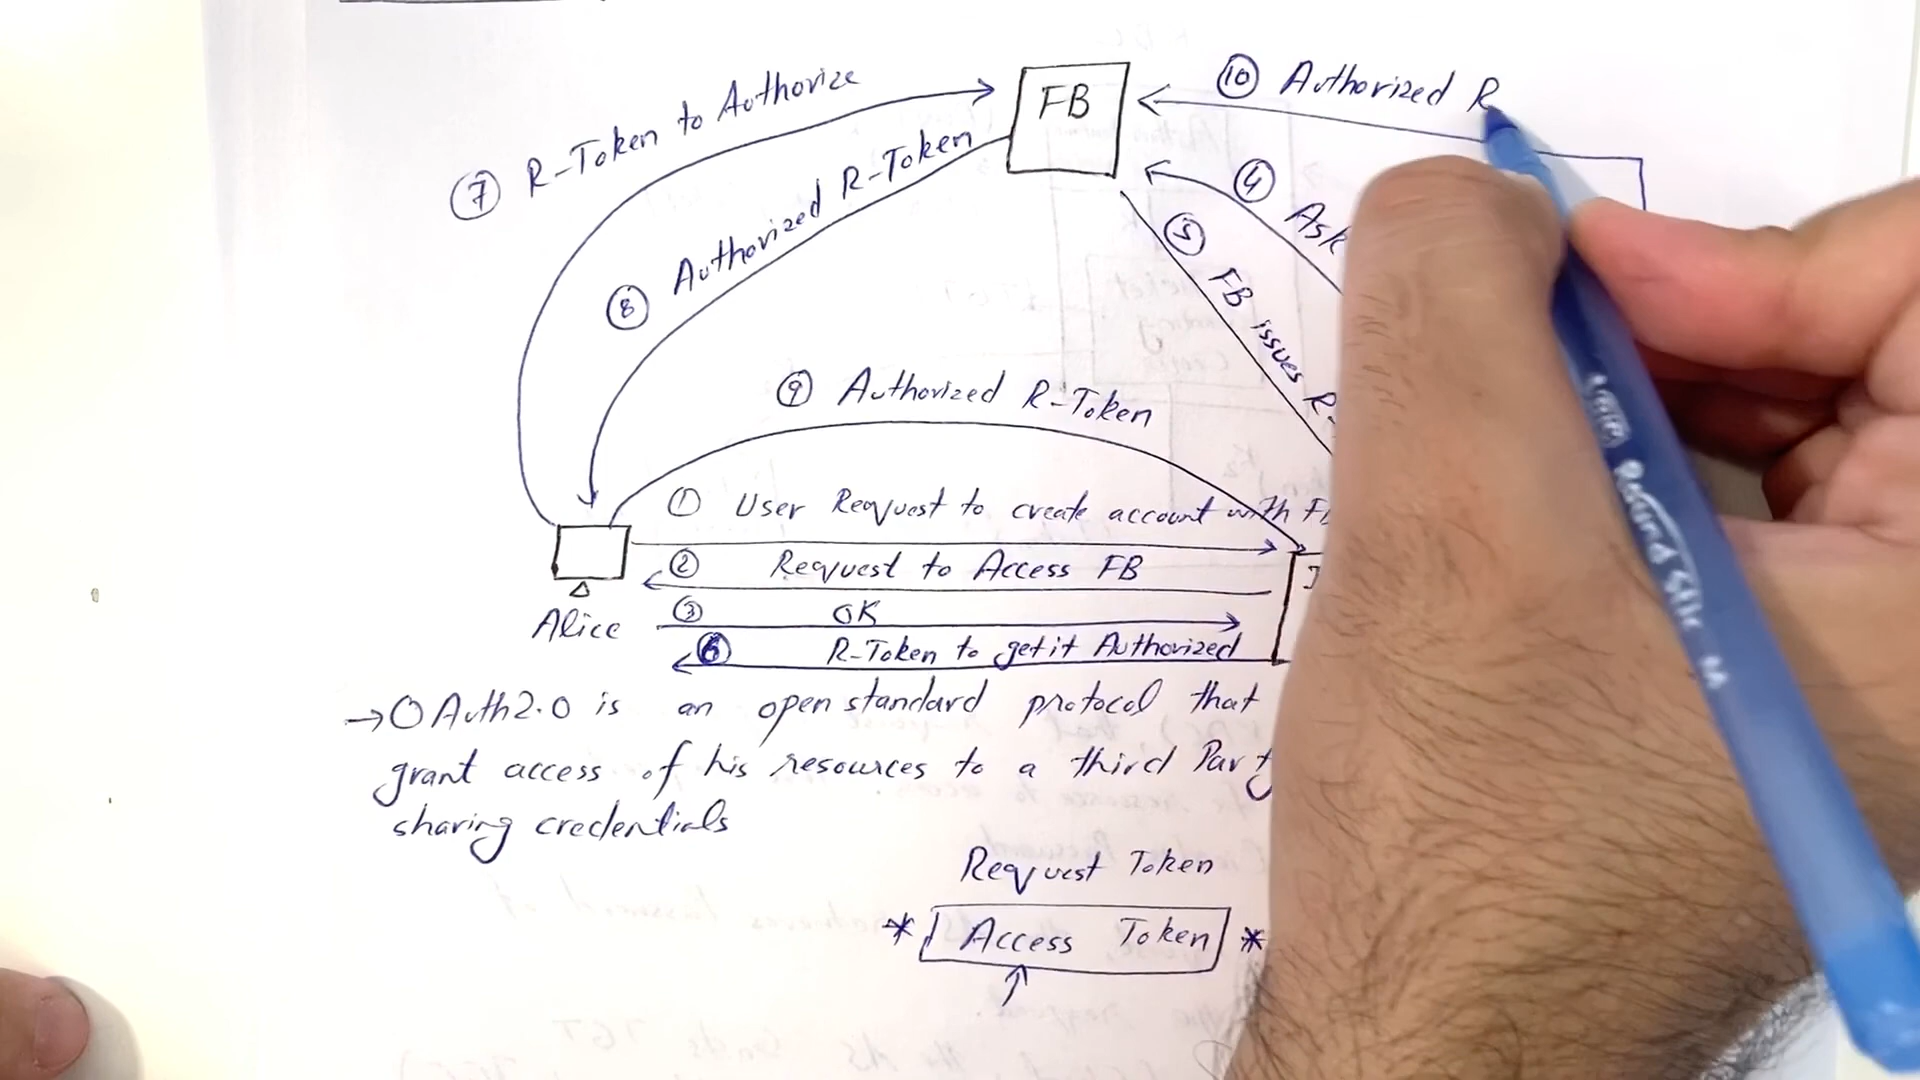 FB
⑩ Authorized R
⑦ R-Token to Authorize
④ Ask
⑧ Authorized R-Token
⑤ FB issues R-
⑨ Authorized R-Token
① User Request to create account with
② Request to Access FB
③ OK
Alice
⑥ R-Token to get it Authorized
→ OAuth2.0 is an open standard protocol that
grant access of his resources to a third Party
sharing credentials
Request Token
* Access Token *
Round Stic